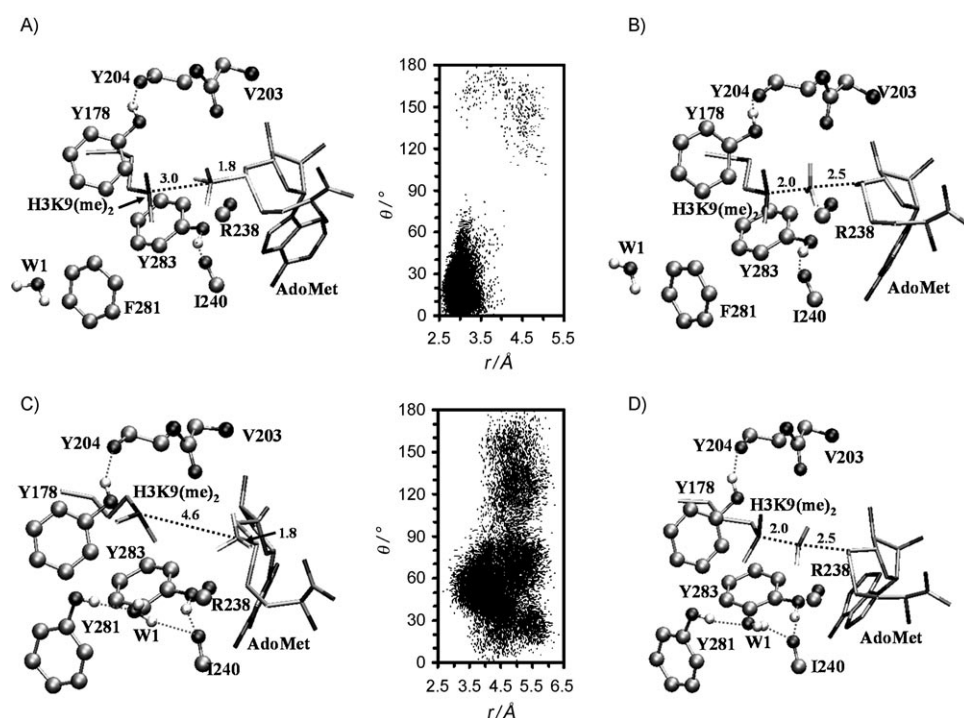 A)
Y204
V203
Y178
3.0
1.8
H3K9(me)2
R238
Y283
W1
F281
I240
AdoMet
θ/°
180
150
120
90
60
30
0
2.5 3.5 4.5 5.5
r/Å
B)
Y204
V203
Y178
2.0
2.5
H3K9(me)2
R238
Y283
W1
F281
I240
AdoMet
C)
Y204
V203
Y178
H3K9(me)2
4.6
1.8
Y283
R238
Y281
W1
I240
AdoMet
θ/°
180
150
120
90
60
30
0
2.5 3.5 4.5 5.5 6.5
r/Å
D)
Y204
V203
Y178
H3K9(me)2
2.0
2.5
R238
Y283
Y281
W1
I240
AdoMet